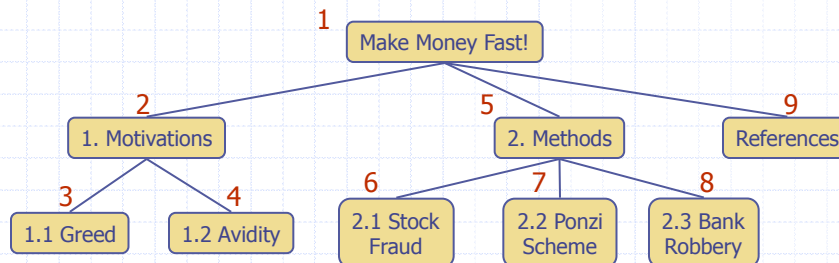 1
Make Money Fast!
2
5
9
1. Motivations
2. Methods
References
3
4
6
7
8
1.1 Greed
1.2 Avidity
2.1 Stock
Fraud
2.2 Ponzi
Scheme
2.3 Bank
Robbery